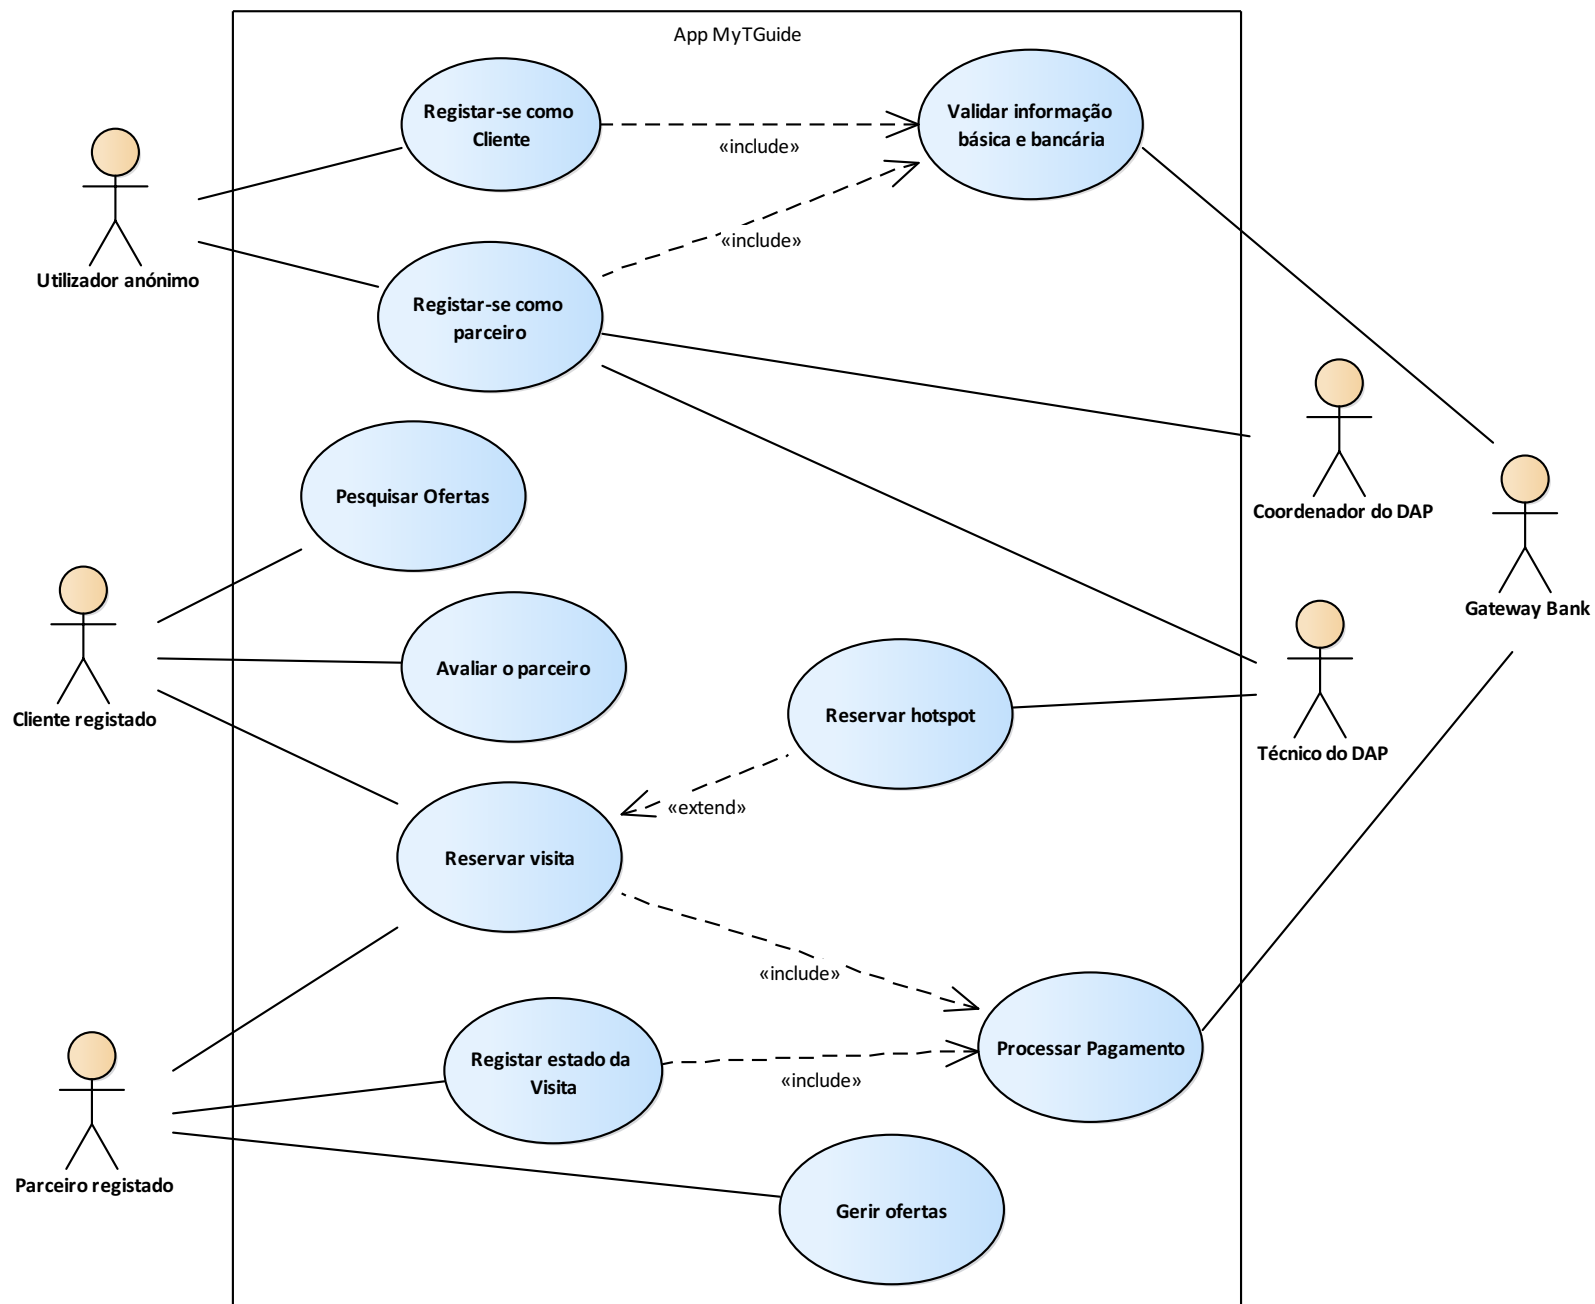 App MyTGuide
Registar-se como
Cliente
«include»
Validar informação
básica e bancária
Utilizador anónimo
«include»
Registar-se como
parceiro
Pesquisar Ofertas
Coordenador do DAP
Gateway Bank
Avaliar o parceiro
Cliente registado
Reservar hotspot
Técnico do DAP
«extend»
Reservar visita
«include»
Registar estado da
Visita
«include»
Processar Pagamento
Parceiro registado
Gerir ofertas